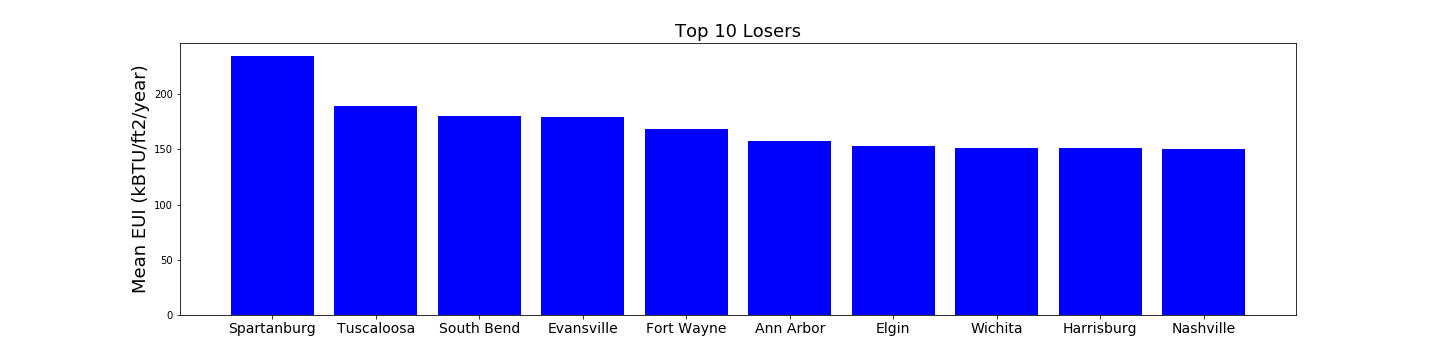 Top 10 Losers
Mean EUI (kBTU/ft2/year)
200
150
100
50
0
Spartanburg Tuscaloosa South Bend Evansville Fort Wayne Ann Arbor Elgin Wichita Harrisburg Nashville